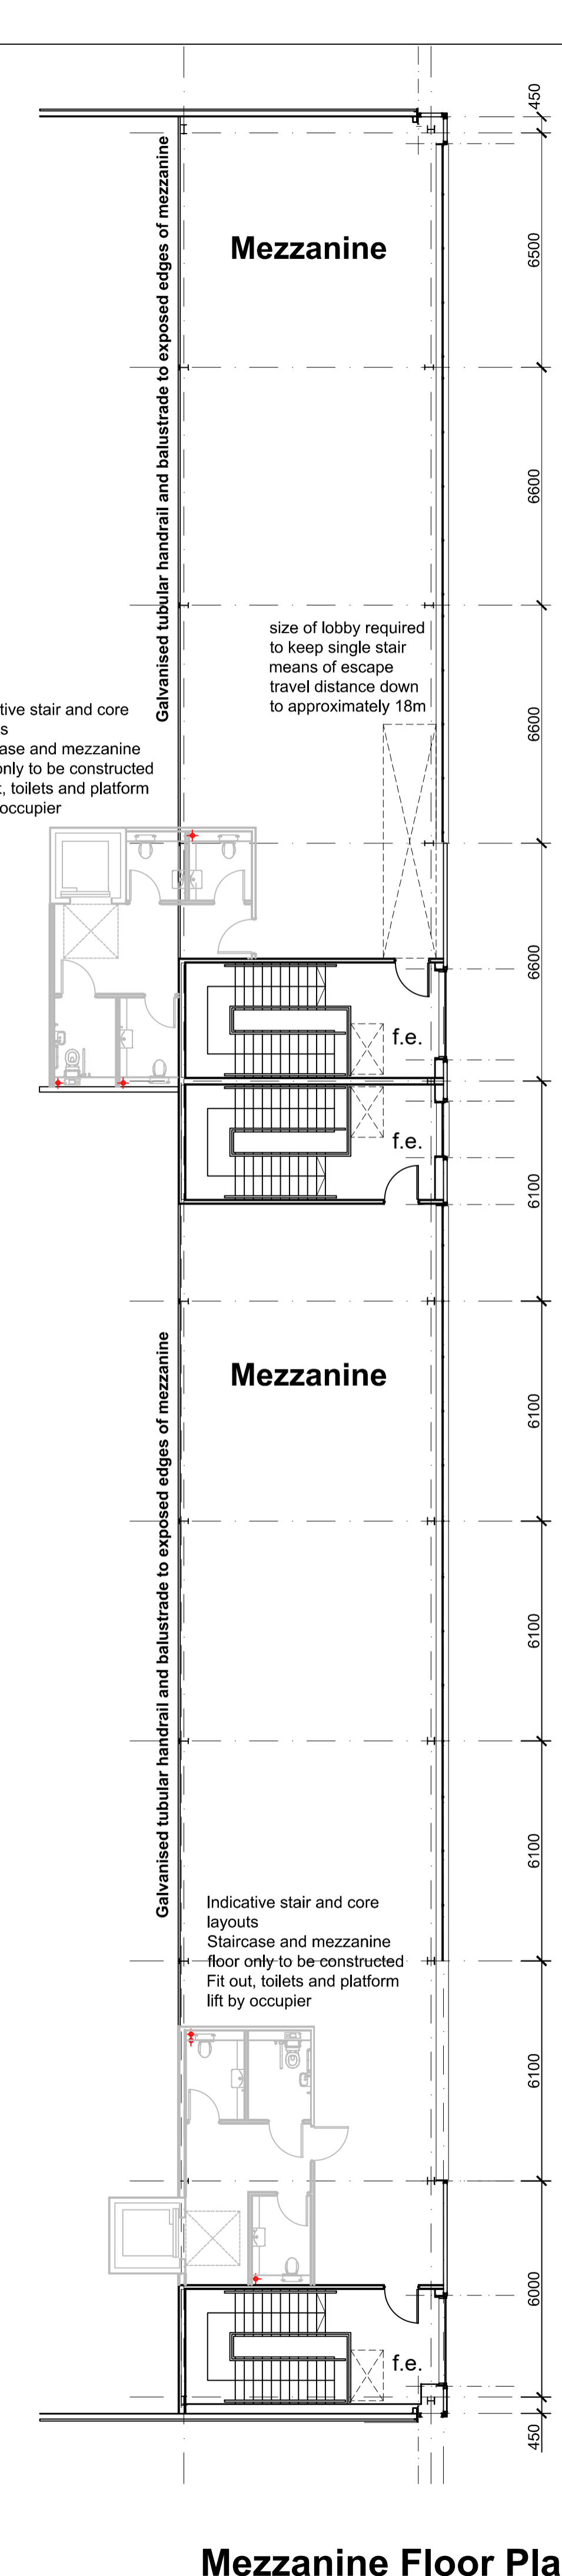 450
Galvanised tubular handrail and balustrade to exposed edges of mezzanine
Mezzanine
6500
6600
size of lobby required
to keep single stair
means of escape
travel distance down
to approximately 18m
6600
tive stair and core
s
ase and mezzanine
only to be constructed
t, toilets and platform
occupier
6600
f.e.
f.e.
6100
Galvanised tubular handrail and balustrade to exposed edges of mezzanine
Mezzanine
6100
6100
6100
Indicative stair and core
layouts
Staircase and mezzanine
floor only to be constructed
Fit out, toilets and platform
lift by occupier
6100
6000
f.e.
450
Mezzanine Floor Pla